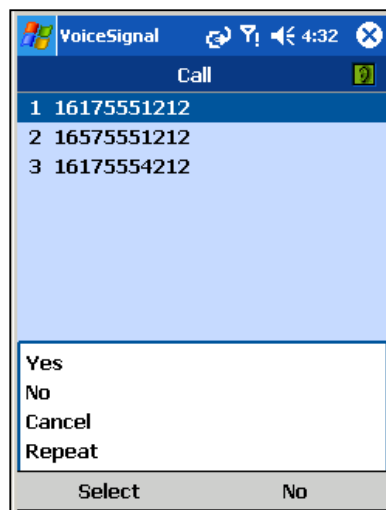 VoiceSignal 4:32
Call
1 16175551212
2 16575551212
3 16175554212
Yes
No
Cancel
Repeat
Select No